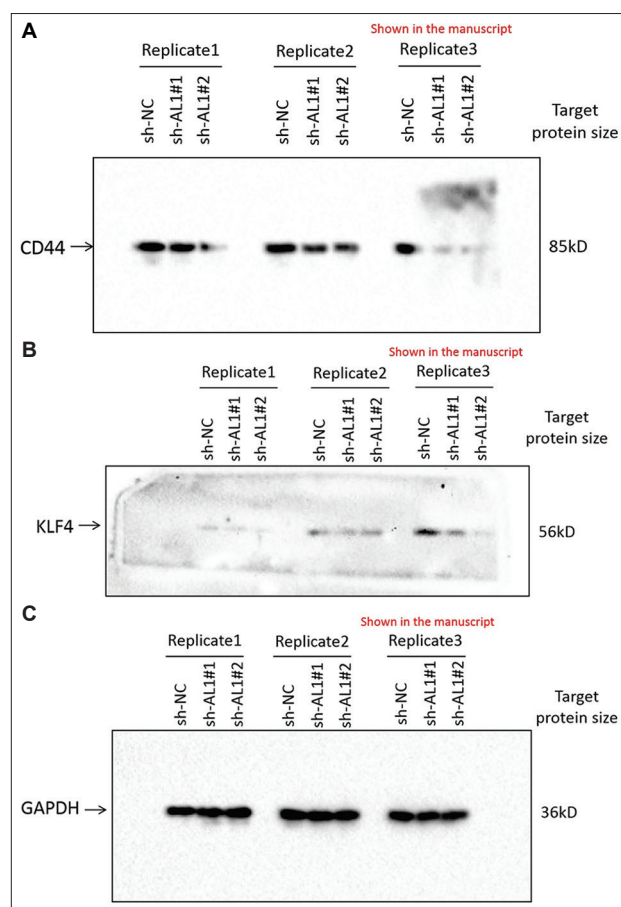 A
Shown in the manuscript
Replicate1 Replicate2 Replicate3
sh-NC sh-AL1#1 sh-AL1#2 sh-NC sh-AL1#1 sh-AL1#2 sh-NC sh-AL1#1 sh-AL1#2
Target
protein size
CD44 85kD
B
Shown in the manuscript
Replicate1 Replicate2 Replicate3
sh-NC sh-AL1#1 sh-AL1#2 sh-NC sh-AL1#1 sh-AL1#2 sh-NC sh-AL1#1 sh-AL1#2
Target
protein size
KLF4 56kD
C
Shown in the manuscript
Replicate1 Replicate2 Replicate3
sh-NC sh-AL1#1 sh-AL1#2 sh-NC sh-AL1#1 sh-AL1#2 sh-NC sh-AL1#1 sh-AL1#2
Target
protein size
GAPDH 36kD